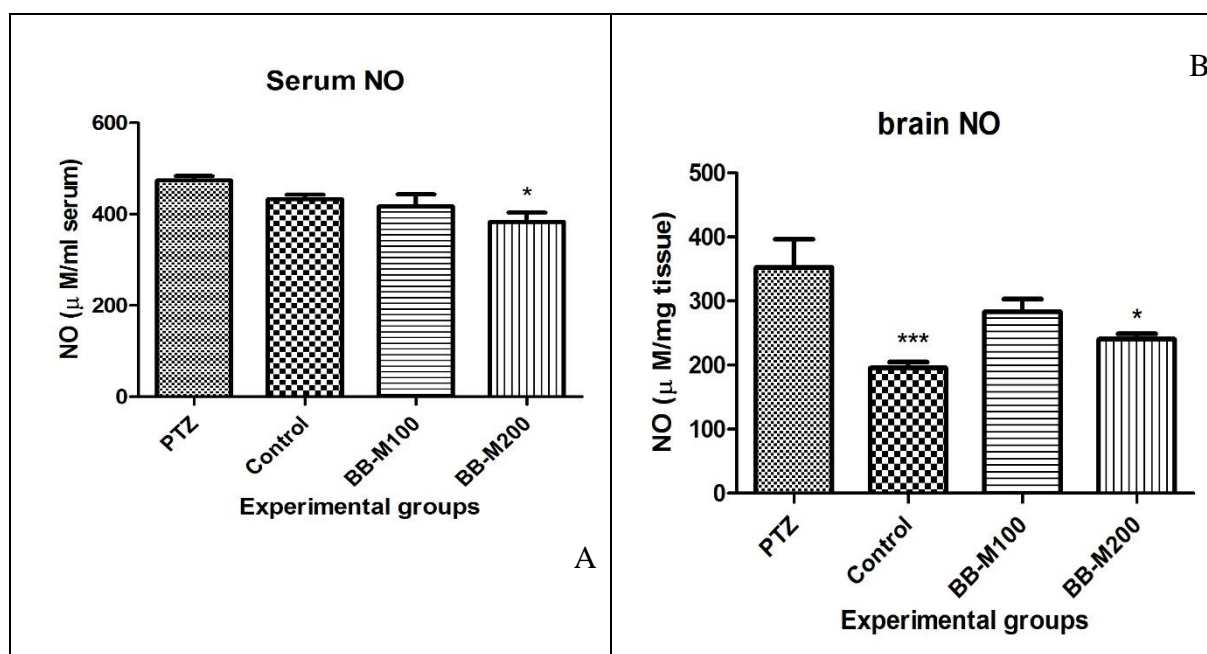 Serum NO
NO (μ M/ml serum)
600
400
200
0
*
PTZ
Control
BB-M100
BB-M200
Experimental groups
A
B
brain NO
NO (μ M/mg tissue)
500
400
300
200
100
0
***
*
PTZ
Control
BB-M100
BB-M200
Experimental groups